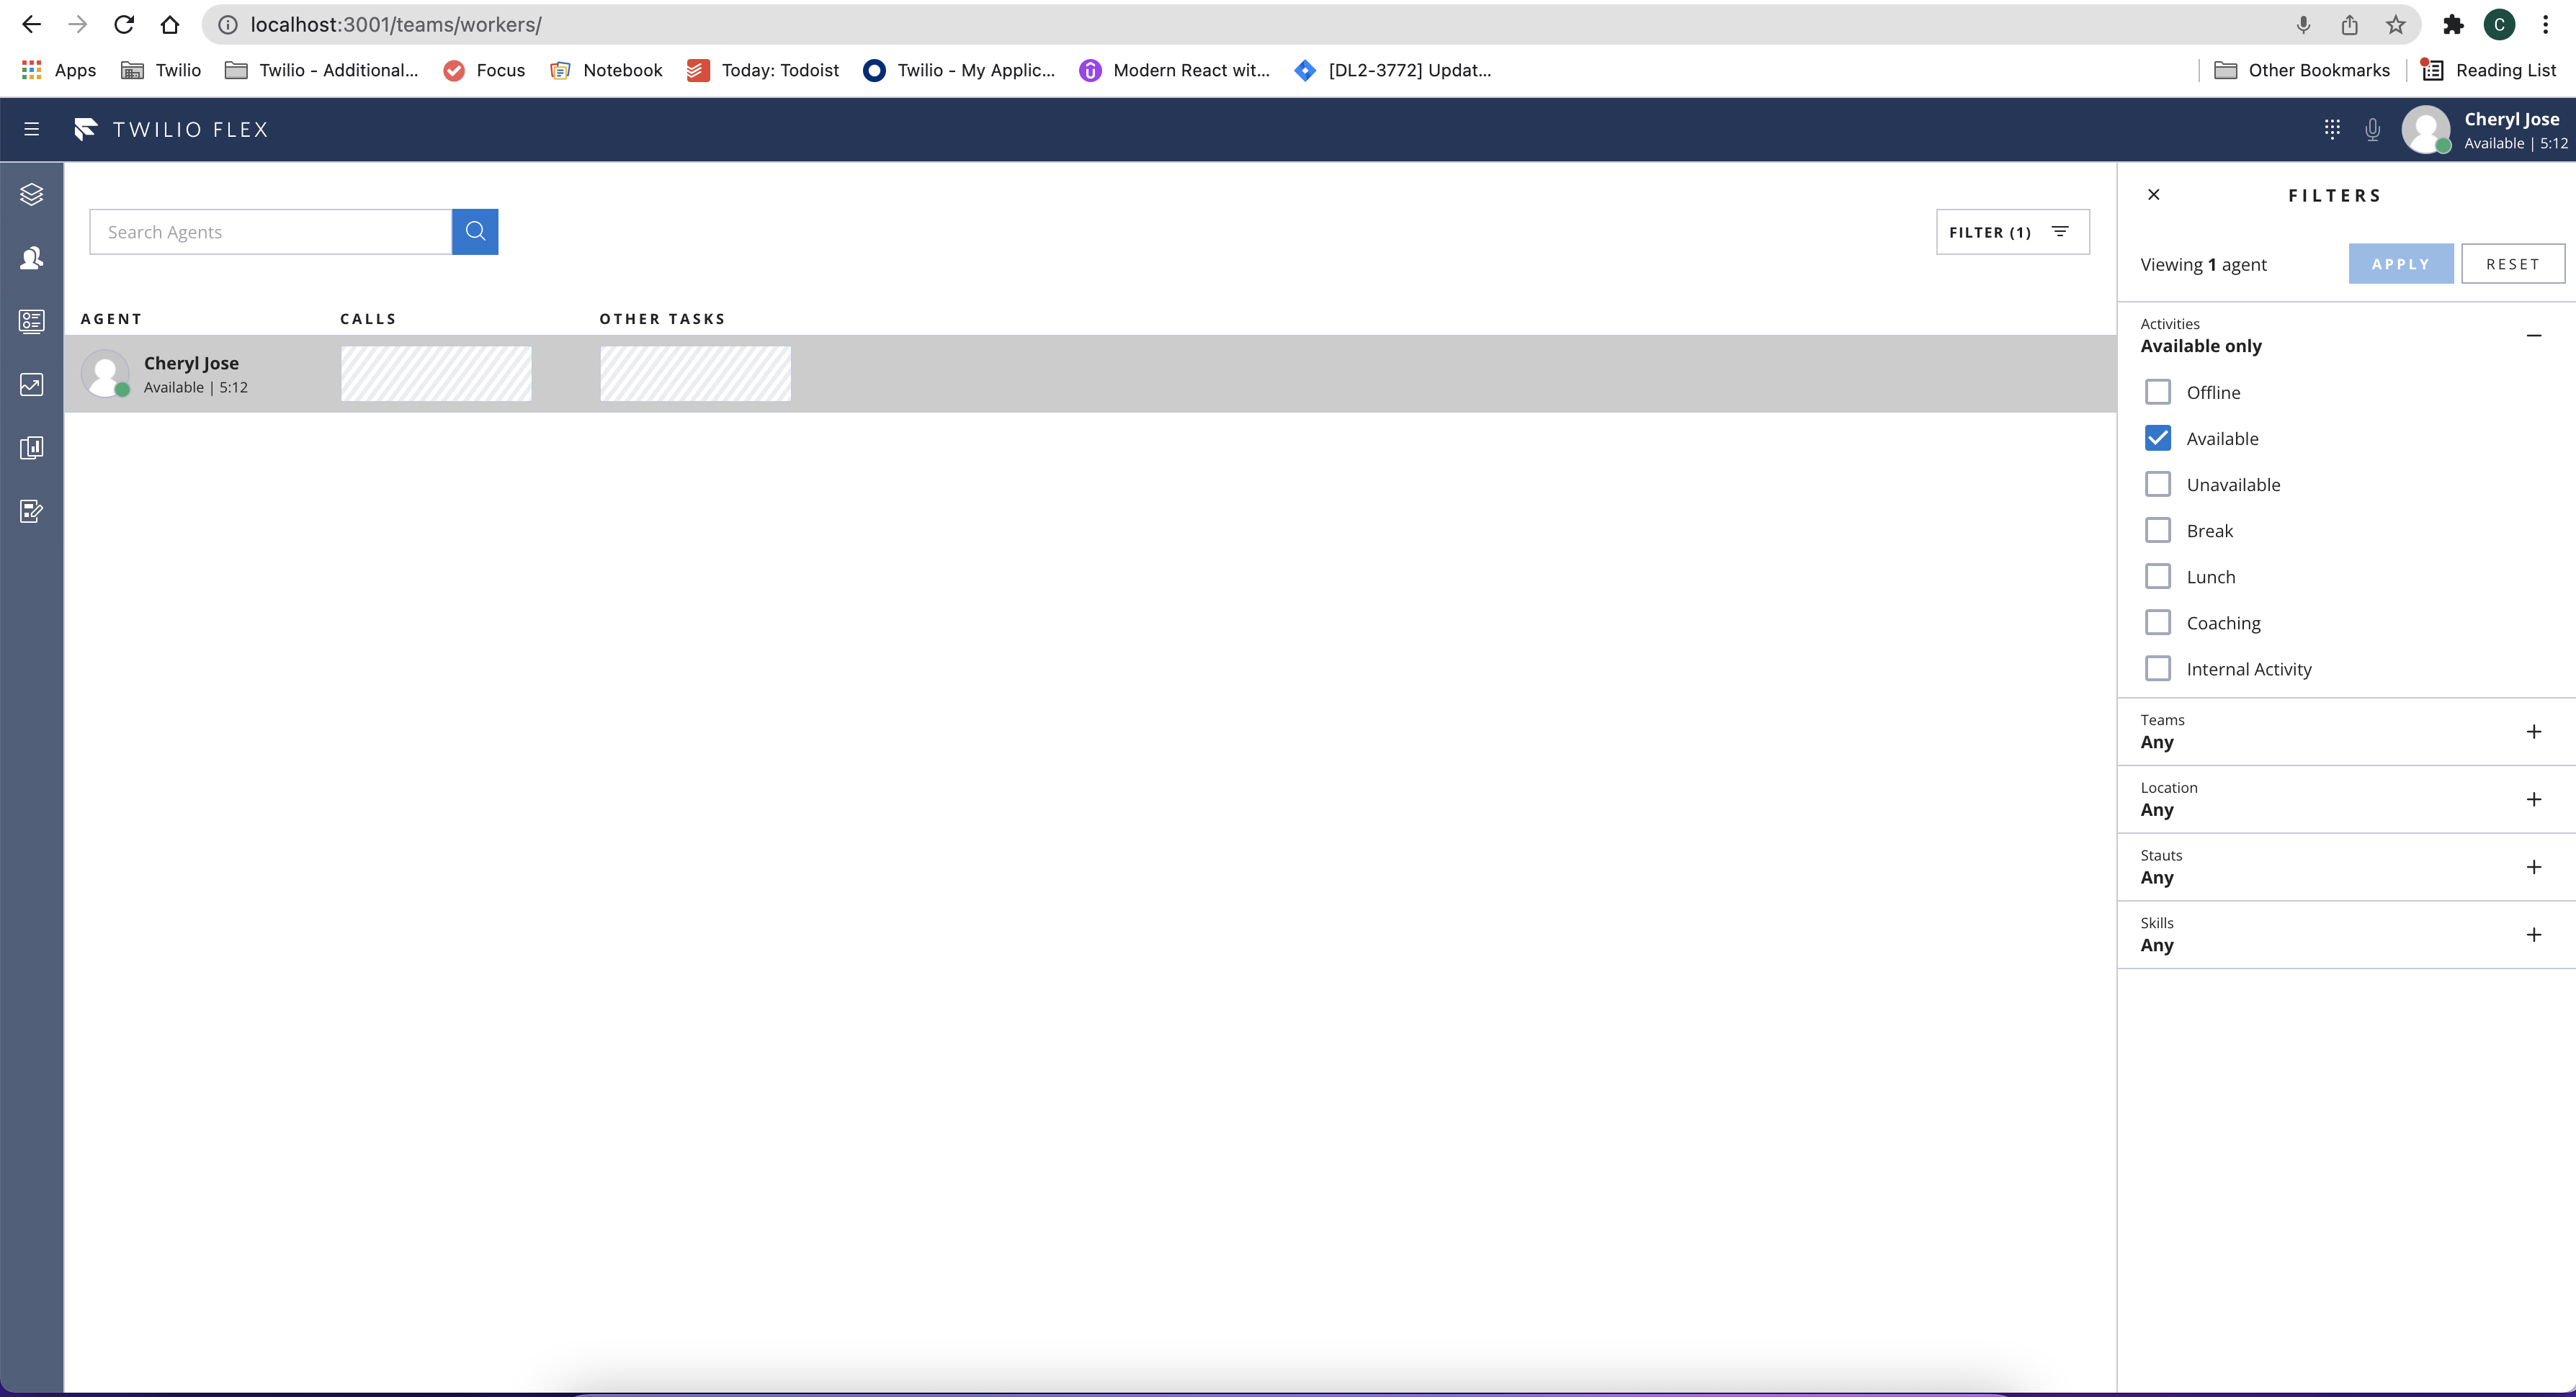 localhost:3001/teams/workers/
C
Apps Twilio Twilio - Additional... Focus Notebook Today: Todoist Twilio - My Applic... Modern React wit... [DL2-3772] Updat... Other Bookmarks Reading List
TWILIO FLEX
Cheryl Jose
Available | 5:12
Search Agents
FILTER (1)
AGENT CALLS OTHER TASKS
Cheryl Jose
Available | 5:12
FILTERS
Viewing 1 agent APPLY RESET
Activities
Available only
Offline
Available
Unavailable
Break
Lunch
Coaching
Internal Activity
Teams
Any
Location
Any
Stauts
Any
Skills
Any